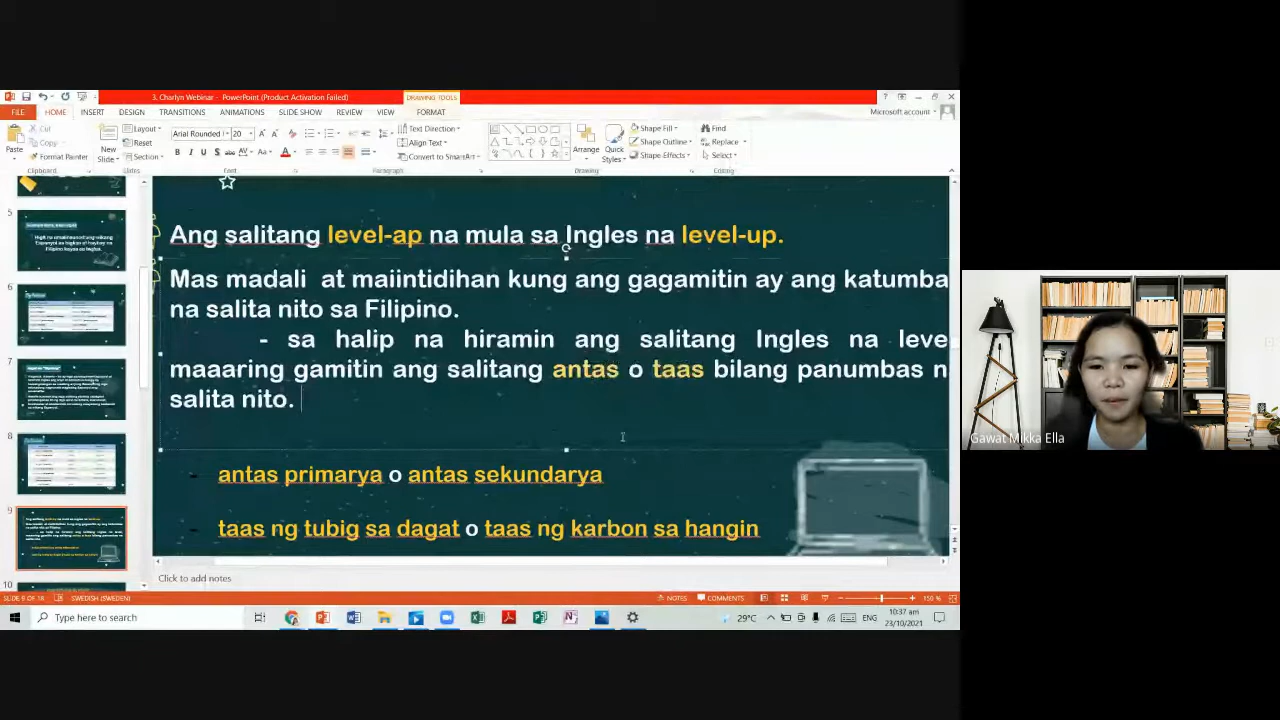 3. Charlyn Webinar - PowerPoint (Product Activation Failed)
DRAWING TOOLS
FILE HOME INSERT DESIGN TRANSITIONS ANIMATIONS SLIDE SHOW REVIEW VIEW FORMAT
Microsoft account
Cut
Copy
Format Painter
Paste
Clipboard
New
Slide
Layout
Reset
Section
Slides
Arial Rounded 20
Font
Text Direction
Align Text
Convert to SmartArt
Paragraph
Arrange
Quick
Styles
Shape Fill
Shape Outline
Shape Effects
Drawing
Find
Replace
Select
Editing
5
6
7
8
9
10
Ang salitang level-ap na mula sa Ingles na level-up.
Mas madali at maiintidihan kung ang gagamitin ay ang katumba
na salita nito sa Filipino.
- sa halip na hiramin ang salitang Ingles na leve
maaaring gamitin ang salitang antas o taas bilang panumbas n
salita nito.
- antas primarya o antas sekundarya
- taas ng tubig sa dagat o taas ng karbon sa hangin
Click to add notes
SLIDE 9 OF 18 SWEDISH (SWEDEN) NOTES COMMENTS 150 %
Type here to search
29°C ENG 10:37 am
23/10/2021
Gawat Mikka Ella